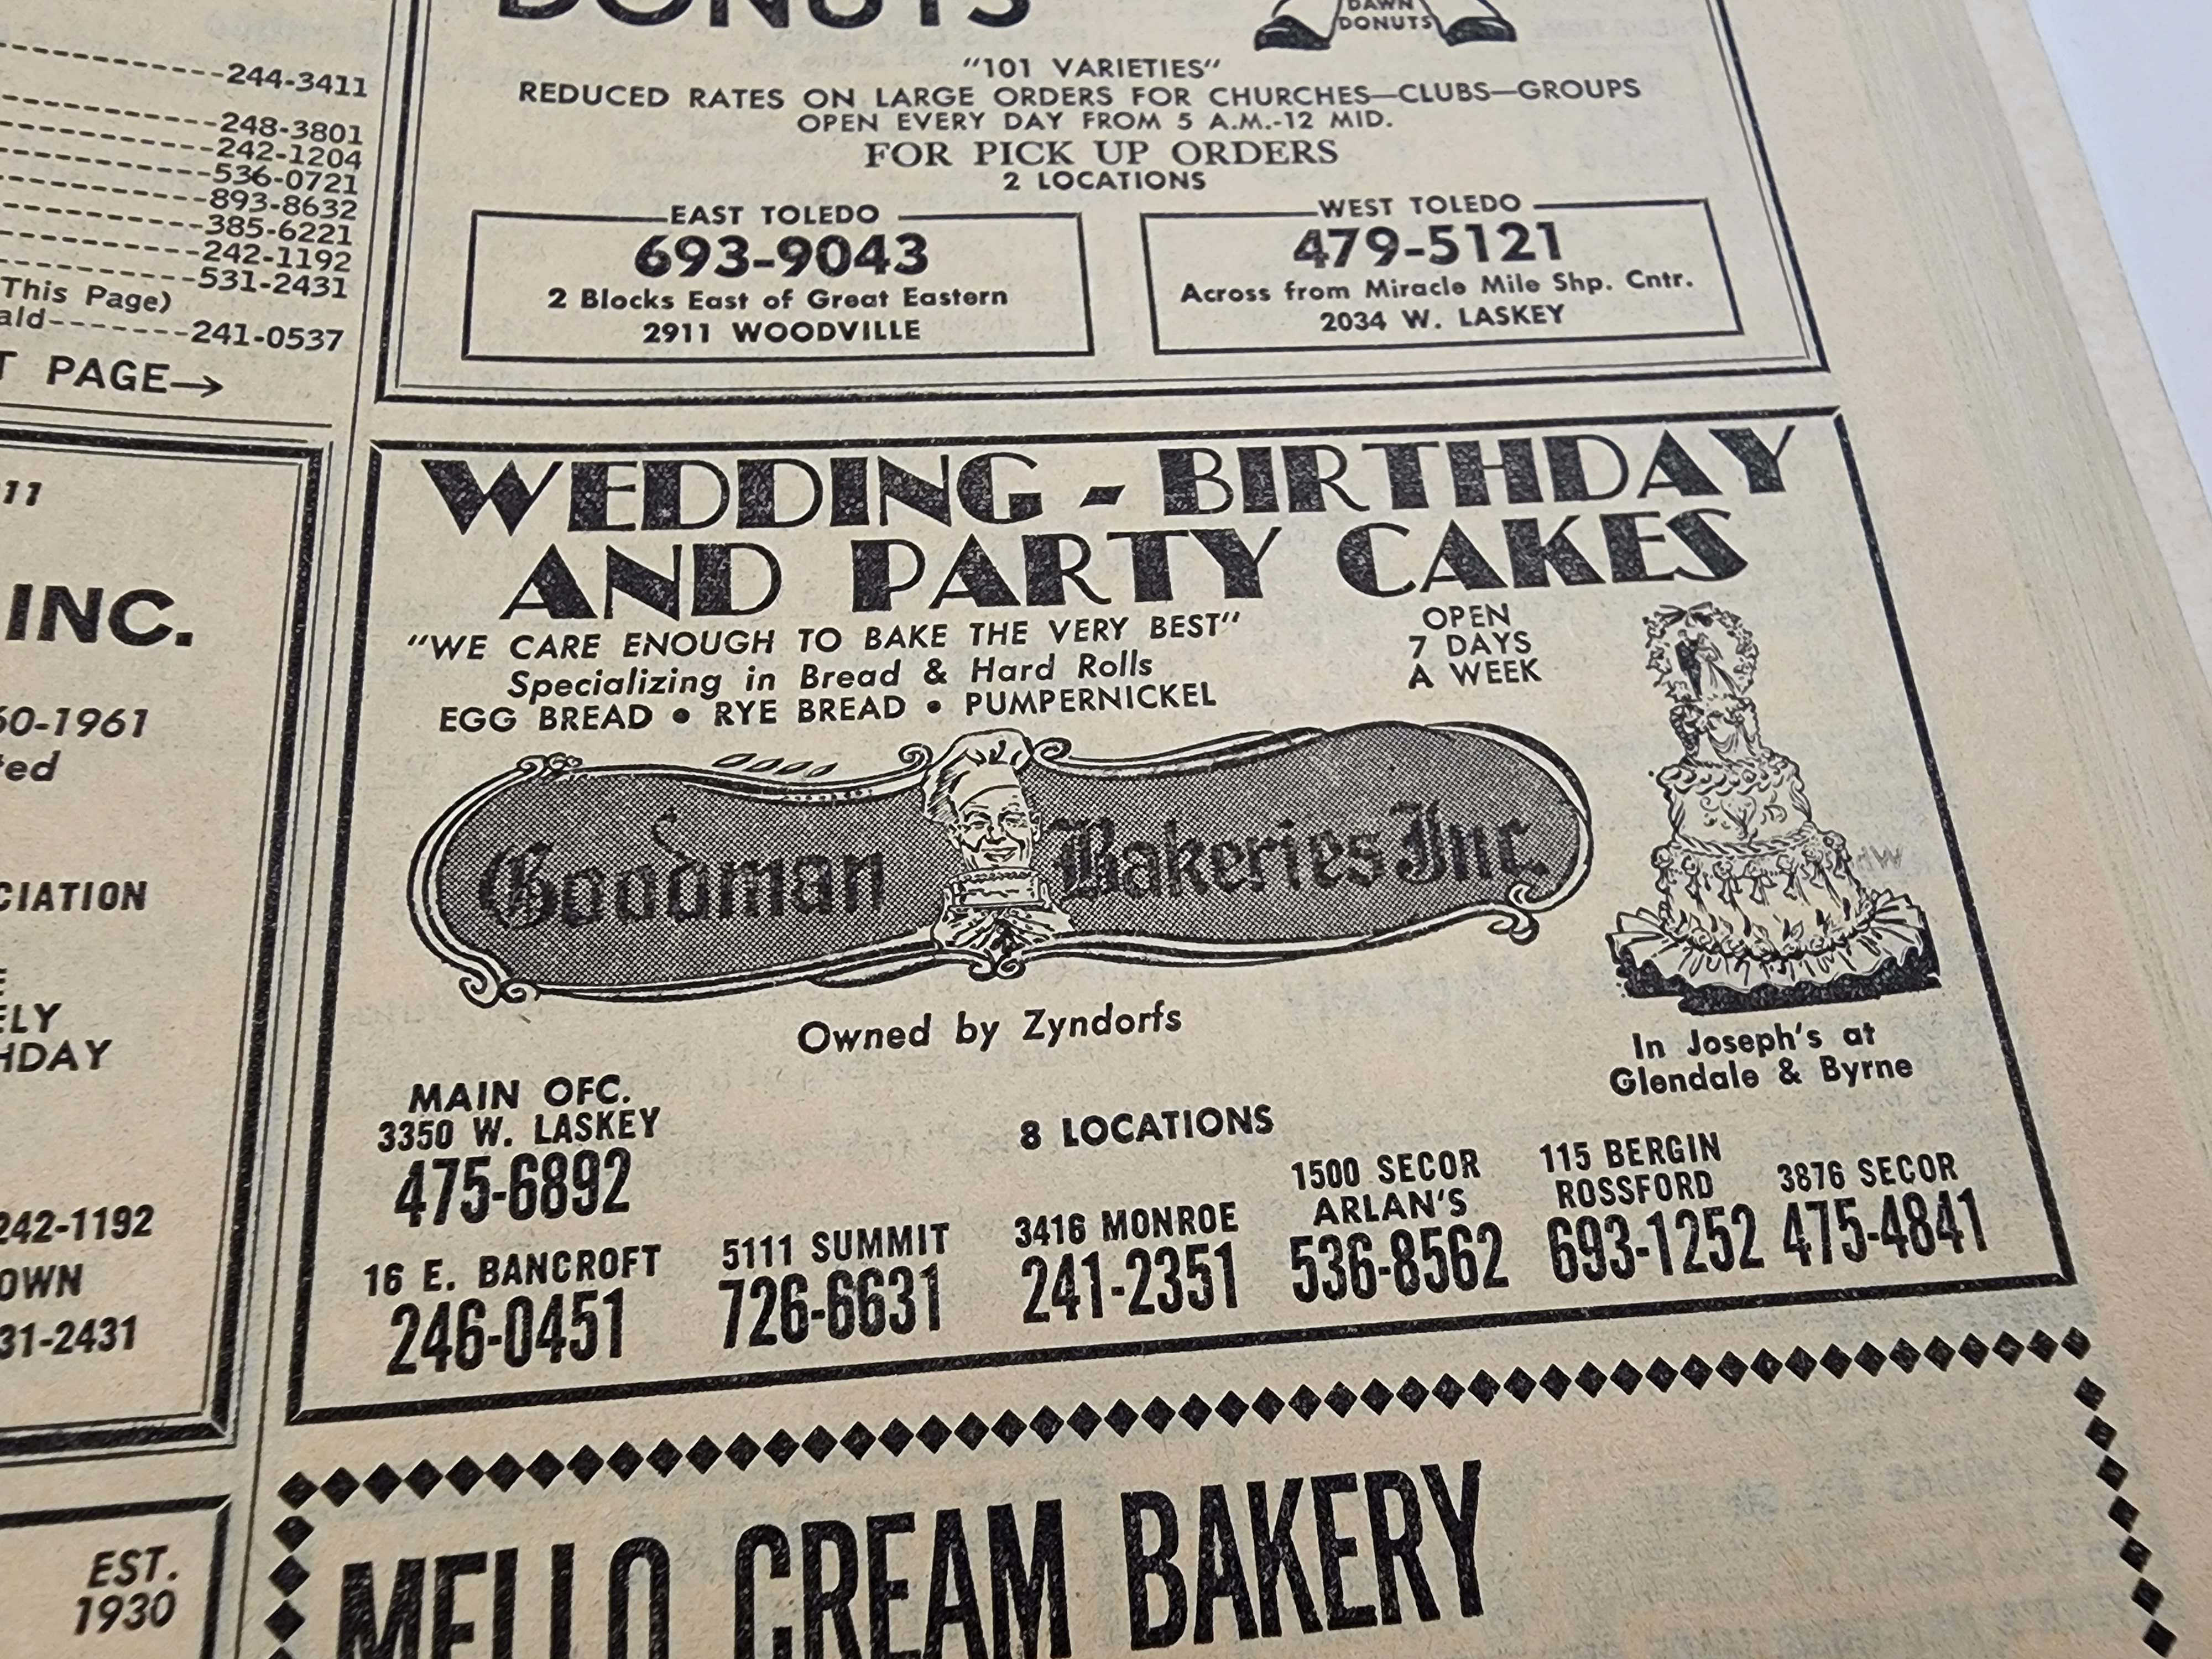 244-3411
248-3801
242-1204
536-0721
893-8632
385-6221
242-1192
531-2431
This Page)
ald-------241-0537
PAGE→
11
INC.
60-1961
ted
CIATION
ELY
HDAY
242-1192
OWN
31-2431
EST.
1930
DONUTS
DAWN
DONUTS
"101 VARIETIES"
REDUCED RATES ON LARGE ORDERS FOR CHURCHES—CLUBS—GROUPS
OPEN EVERY DAY FROM 5 A.M.-12 MID.
FOR PICK UP ORDERS
2 LOCATIONS
EAST TOLEDO
693-9043
2 Blocks East of Great Eastern
2911 WOODVILLE
WEST TOLEDO
479-5121
Across from Miracle Mile Shp. Cntr.
2034 W. LASKEY
WEDDING - BIRTHDAY
AND PARTY CAKES
"WE CARE ENOUGH TO BAKE THE VERY BEST"
Specializing in Bread & Hard Rolls
EGG BREAD • RYE BREAD • PUMPERNICKEL
OPEN
7 DAYS
A WEEK
Goodman Bakeries Inc.
Owned by Zyndorfs
In Joseph's at
Glendale & Byrne
MAIN OFC.
3350 W. LASKEY
475-6892
8 LOCATIONS
16 E. BANCROFT
246-0451
5111 SUMMIT
726-6631
3416 MONROE
241-2351
1500 SECOR
ARLAN'S
536-8562
115 BERGIN
ROSSFORD
693-1252
3876 SECOR
475-4841
MELLO CREAM BAKERY